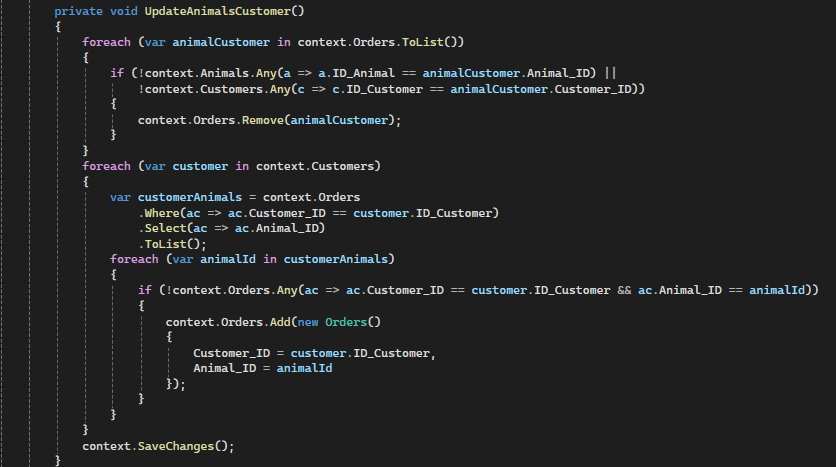 private void UpdateAnimalsCustomer()
{
    foreach (var animalCustomer in context.Orders.ToList())
    {
        if (!context.Animals.Any(a => a.ID_Animal == animalCustomer.Animal_ID) ||
            !context.Customers.Any(c => c.ID_Customer == animalCustomer.Customer_ID))
        {
            context.Orders.Remove(animalCustomer);
        }
    }
    foreach (var customer in context.Customers)
    {
        var customerAnimals = context.Orders
            .Where(ac => ac.Customer_ID == customer.ID_Customer)
            .Select(ac => ac.Animal_ID)
            .ToList();
        foreach (var animalId in customerAnimals)
        {
            if (!context.Orders.Any(ac => ac.Customer_ID == customer.ID_Customer && ac.Animal_ID == animalId))
            {
                context.Orders.Add(new Orders()
                {
                    Customer_ID = customer.ID_Customer,
                    Animal_ID = animalId
                });
            }
        }
    }
    context.SaveChanges();
}